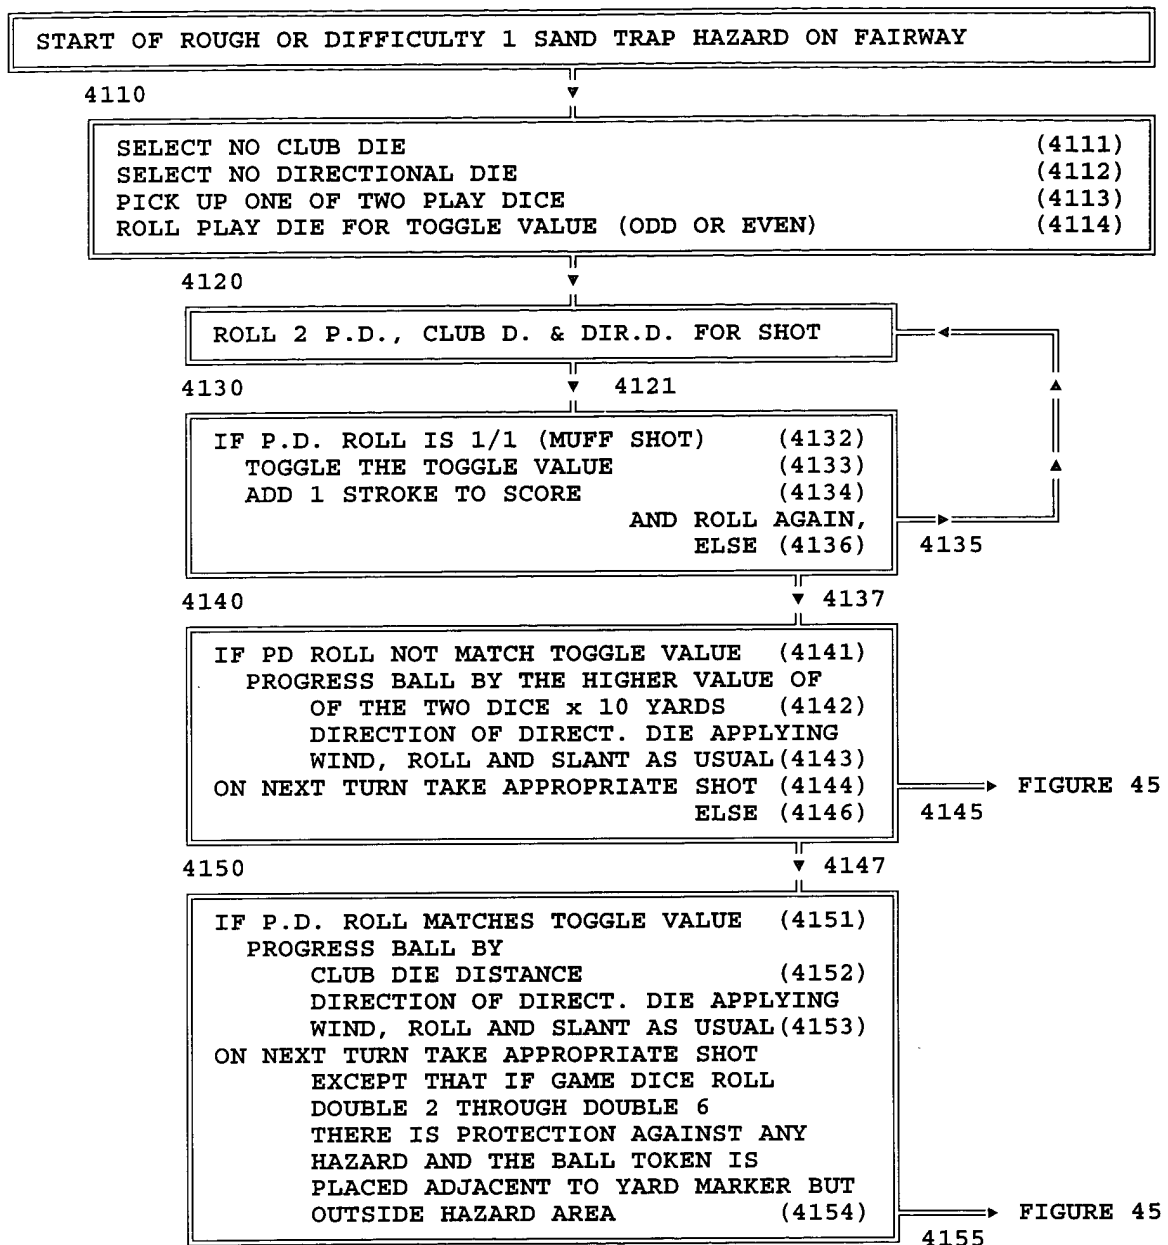 START OF ROUGH OR DIFFICULTY 1 SAND TRAP HAZARD ON FAIRWAY
4110
SELECT NO CLUB DIE (4111)
SELECT NO DIRECTIONAL DIE (4112)
PICK UP ONE OF TWO PLAY DICE (4113)
ROLL PLAY DIE FOR TOGGLE VALUE (ODD OR EVEN) (4114)
4120
ROLL 2 P.D., CLUB D. & DIR.D. FOR SHOT
4130 4121
IF P.D. ROLL IS 1/1 (MUFF SHOT) (4132)
TOGGLE THE TOGGLE VALUE (4133)
ADD 1 STROKE TO SCORE (4134)
AND ROLL AGAIN,
ELSE (4136) 4135
4140 4137
IF PD ROLL NOT MATCH TOGGLE VALUE (4141)
PROGRESS BALL BY THE HIGHER VALUE OF
OF THE TWO DICE x 10 YARDS (4142)
DIRECTION OF DIRECT. DIE APPLYING
WIND, ROLL AND SLANT AS USUAL(4143)
ON NEXT TURN TAKE APPROPRIATE SHOT (4144) FIGURE 45
ELSE (4146) 4145
4150 4147
IF P.D. ROLL MATCHES TOGGLE VALUE (4151)
PROGRESS BALL BY
CLUB DIE DISTANCE (4152)
DIRECTION OF DIRECT. DIE APPLYING
WIND, ROLL AND SLANT AS USUAL(4153)
ON NEXT TURN TAKE APPROPRIATE SHOT
EXCEPT THAT IF GAME DICE ROLL
DOUBLE 2 THROUGH DOUBLE 6
THERE IS PROTECTION AGAINST ANY
HAZARD AND THE BALL TOKEN IS
PLACED ADJACENT TO YARD MARKER BUT
OUTSIDE HAZARD AREA (4154) FIGURE 45
4155